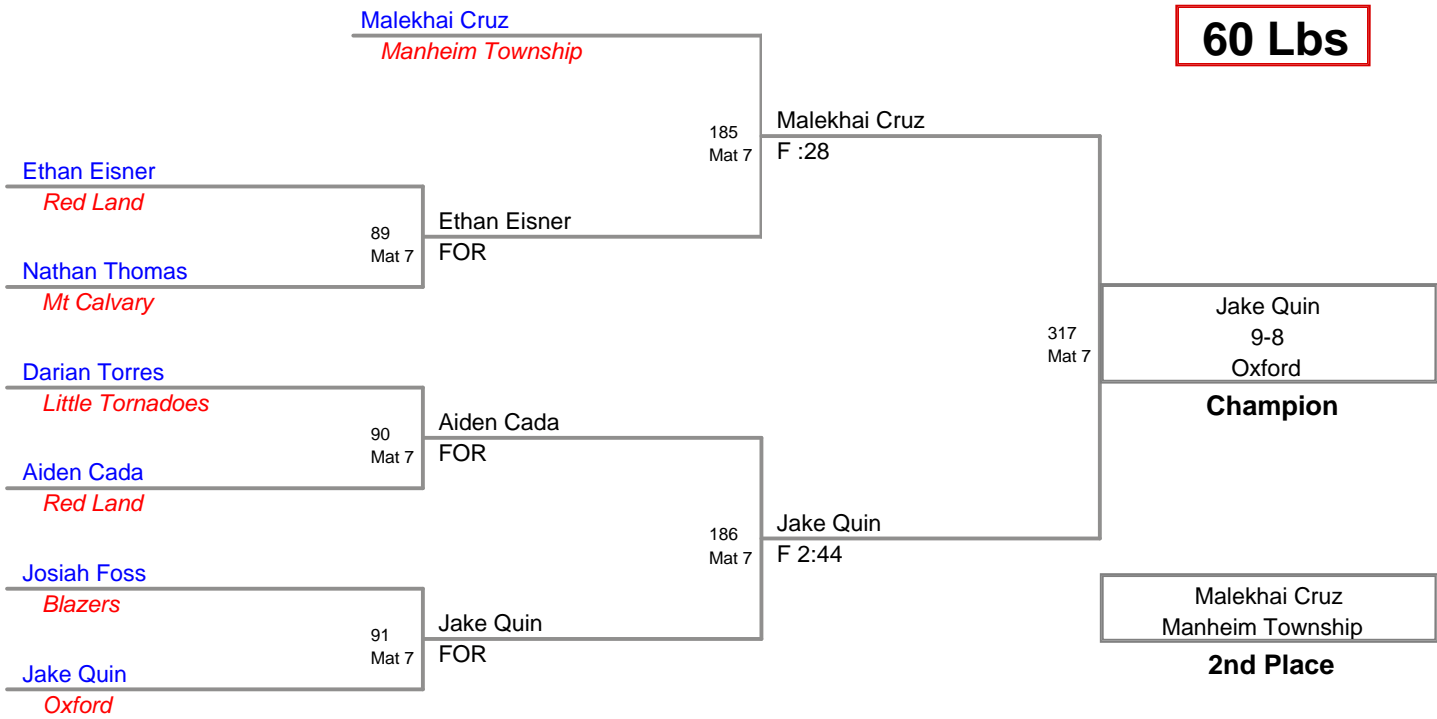 Malekhai Cruz
Manheim Township
60 Lbs
185
Mat 7
Malekhai Cruz
F :28
Ethan Eisner
Red Land
89
Mat 7
Ethan Eisner
FOR
Nathan Thomas
Mt Calvary
317
Mat 7
Jake Quin
9-8
Oxford
Champion
Darian Torres
Little Tornadoes
90
Mat 7
Aiden Cada
FOR
Aiden Cada
Red Land
186
Mat 7
Jake Quin
F 2:44
Josiah Foss
Blazers
91
Mat 7
Jake Quin
FOR
Jake Quin
Oxford
Malekhai Cruz
Manheim Township
2nd Place